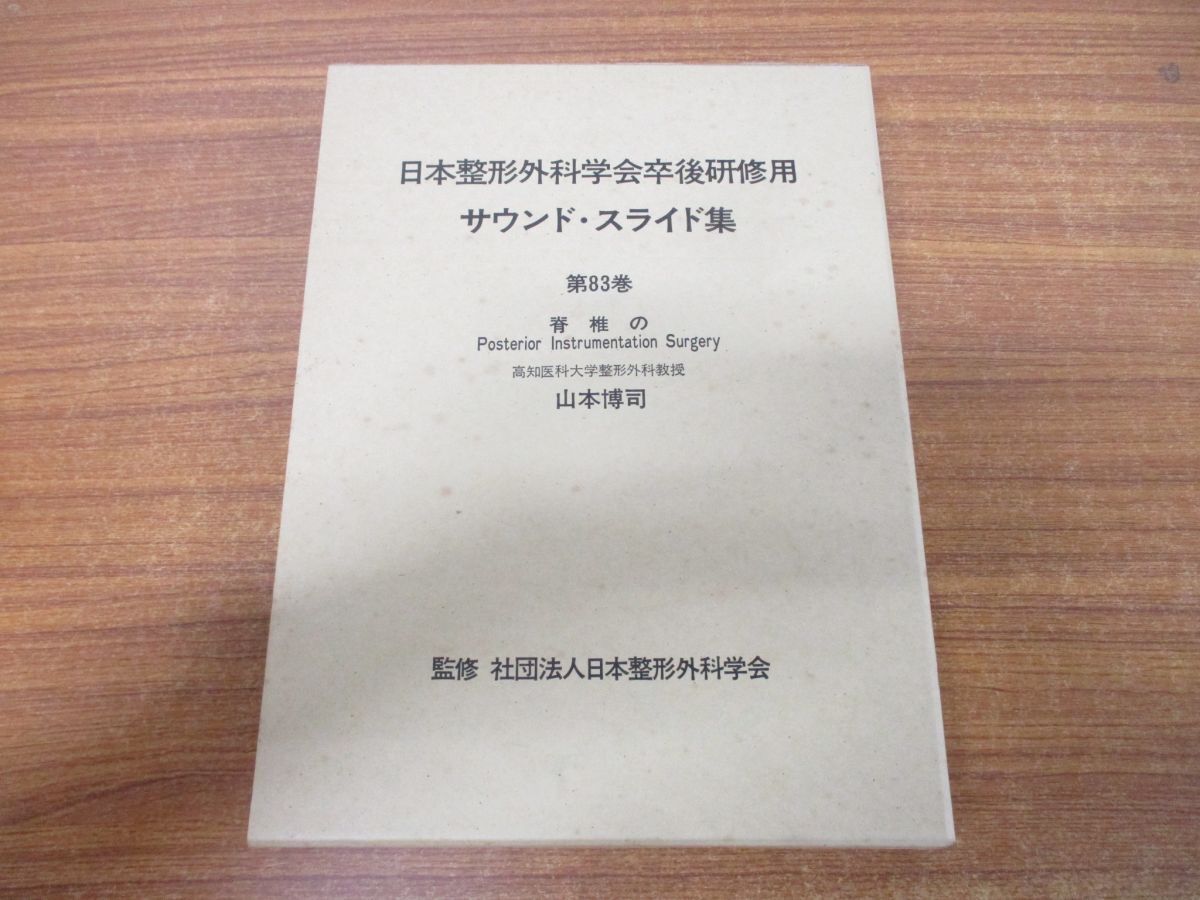 日本整形外科学会卒後研修用
サウンド・スライド集
第83巻
脊椎の
Posterior Instrumentation Surgery
高知医科大学整形外科教授
山本博司
監修 社団法人日本整形外科学会